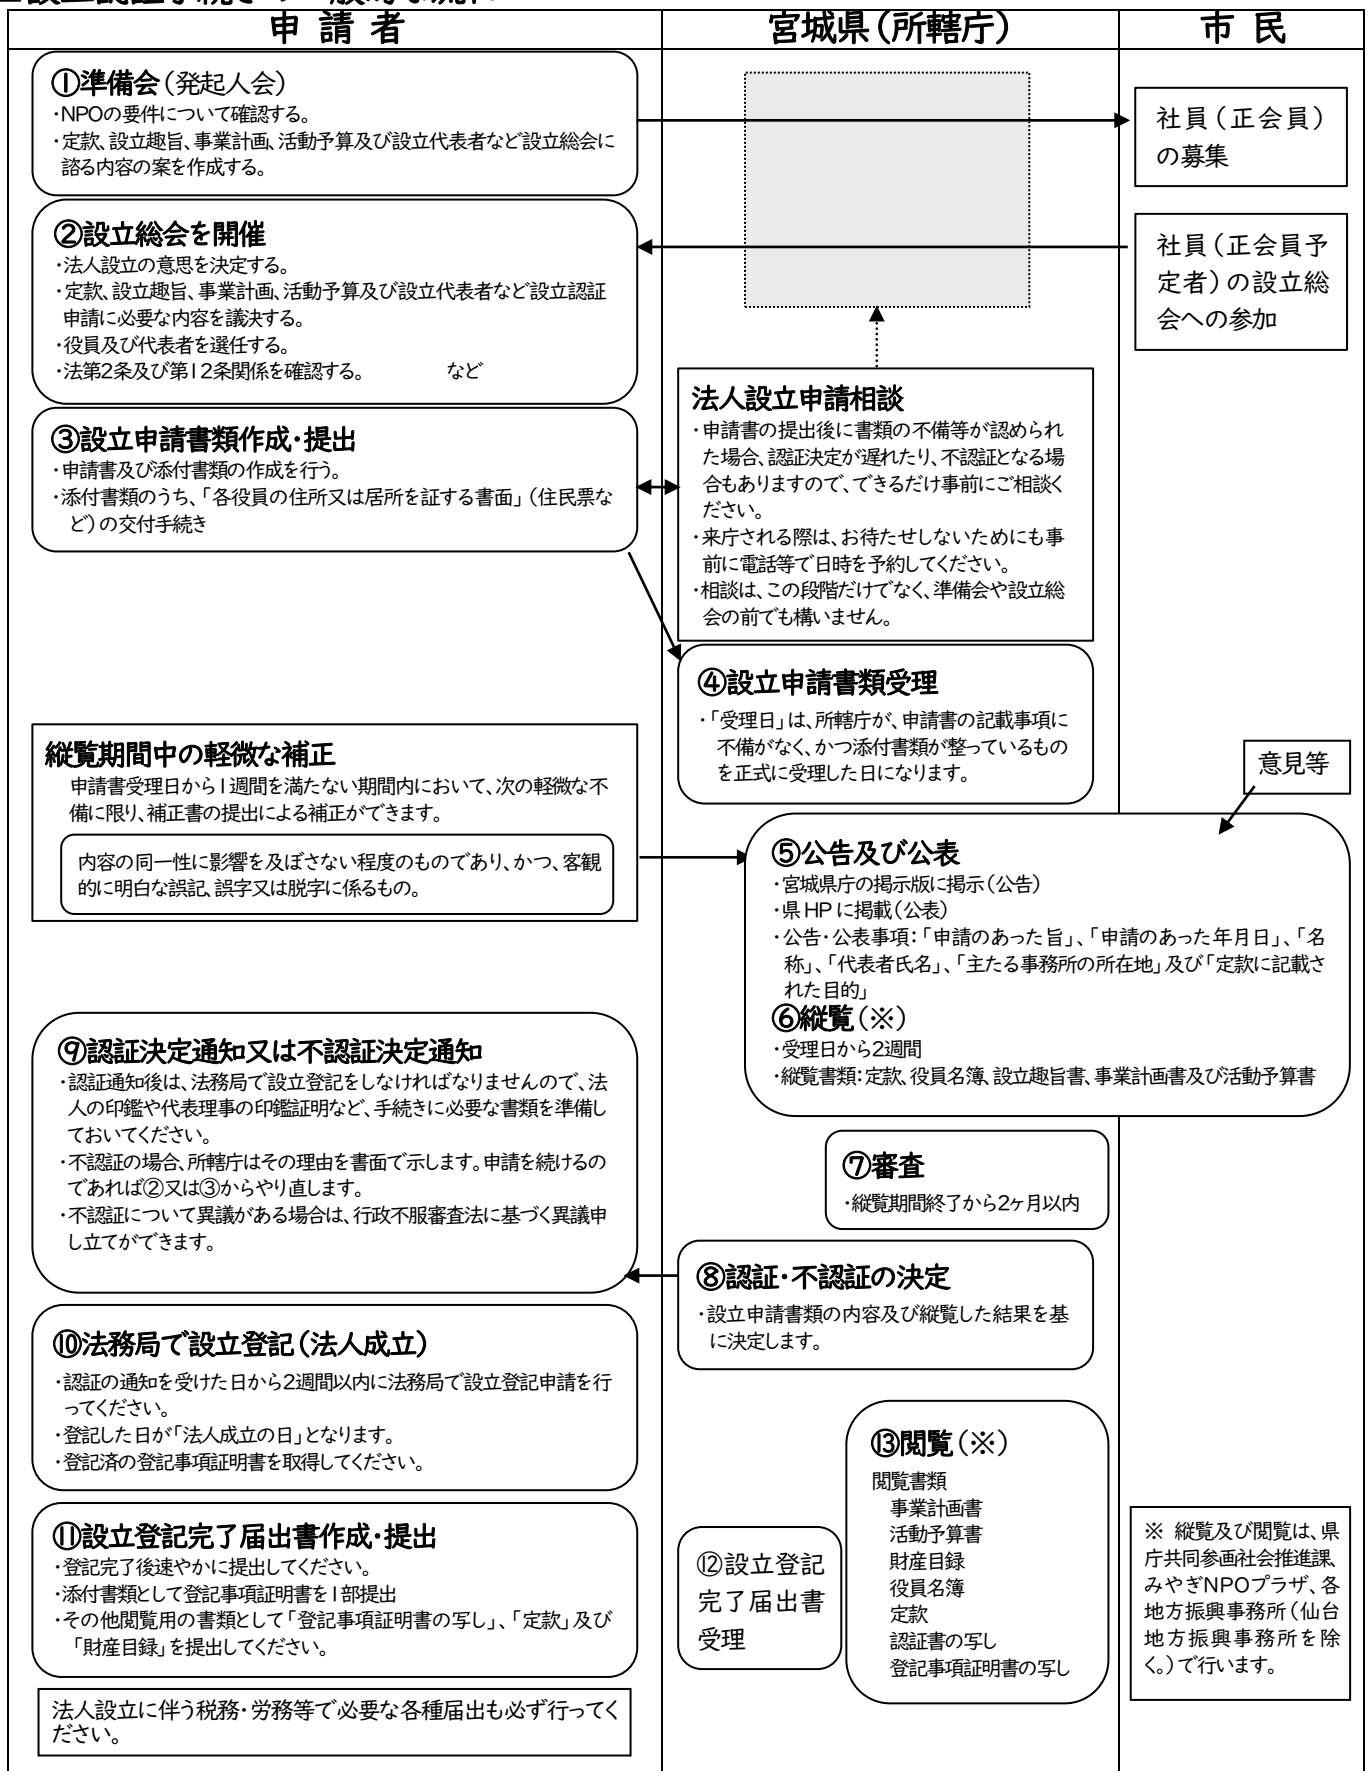 申 請 者
宮城県(所轄庁)
市 民
①準備会(発起人会)
・NPOの要件について確認する。
・定款、設立趣旨、事業計画、活動予算及び設立代表者など設立総会に
諮る内容の案を作成する。
社員(正会員)
の募集
②設立総会を開催
・法人設立の意思を決定する。
・定款、設立趣旨、事業計画、活動予算及び設立代表者など設立認証
申請に必要な内容を議決する。
・役員及び代表者を選任する。
・法第2条及び第12条関係を確認する。 など
社員(正会員予
定者)の設立総
会への参加
③設立申請書類作成・提出
・申請書及び添付書類の作成を行う。
・添付書類のうち、「各役員の住所又は居所を証する書面」(住民票な
ど)の交付手続き
法人設立申請相談
・申請書の提出後に書類の不備等が認められ
た場合、認証決定が遅れたり、不認証となる場
合もありますので、できるだけ事前にご相談く
ださい。
・来庁される際は、お待たせしないためにも事
前に電話等で日時を予約してください。
・相談は、この段階だけでなく、準備会や設立総
会の前でも構いません。
④設立申請書類受理
・「受理日」は、所轄庁が、申請書の記載事項に
不備がなく、かつ添付書類が整っているもの
を正式に受理した日になります。
縦覧期間中の軽微な補正
申請書受理日から1週間を満たない期間内において、次の軽微な不
備に限り、補正書の提出による補正ができます。
内容の同一性に影響を及ぼさない程度のものであり、かつ、客観
的に明白な誤記、誤字又は脱字に係るもの。
意見等
⑤公告及び公表
・宮城県庁の掲示版に掲示(公告)
・県HPに掲載(公表)
・公告・公表事項:「申請のあった旨」、「申請のあった年月日」、「名
称」、「代表者氏名」、「主たる事務所の所在地」及び「定款に記載さ
れた目的」
⑥縦覧(※)
・受理日から2週間
・縦覧書類:定款、役員名簿、設立趣旨書、事業計画書及び活動予算書
⑦審査
・縦覧期間終了から2ヶ月以内
⑧認証・不認証の決定
・設立申請書類の内容及び縦覧した結果を基
に決定します。
⑨認証決定通知又は不認証決定通知
・認証通知後は、法務局で設立登記をしなければなりませんので、法
人の印鑑や代表理事の印鑑証明など、手続きに必要な書類を準備し
ておいてください。
・不認証の場合、所轄庁はその理由を書面で示します。申請を続けるの
であれば②又は③からやり直します。
・不認証について異議がある場合は、行政不服審査法に基づく異議申
し立てができます。
⑩法務局で設立登記(法人成立)
・認証の通知を受けた日から2週間以内に法務局で設立登記申請を行
ってください。
・登記した日が「法人成立の日」となります。
・登記済の登記事項証明書を取得してください。
⑪設立登記完了届出書作成・提出
・登記完了後速やかに提出してください。
・添付書類として登記事項証明書を1部提出
・その他閲覧用の書類として「登記事項証明書の写し」、「定款」及び
「財産目録」を提出してください。
法人設立に伴う税務・労務等で必要な各種届出も必ず行ってく
ださい。
⑫設立登記
完了届出書
受理
⑬閲覧(※)
閲覧書類
事業計画書
活動予算書
財産目録
役員名簿
定款
認証書の写し
登記事項証明書の写し
※ 縦覧及び閲覧は、県
庁共同参画社会推進課、
みやぎNPOプラザ、各
地方振興事務所(仙台
地方振興事務所を除
く。)で行います。